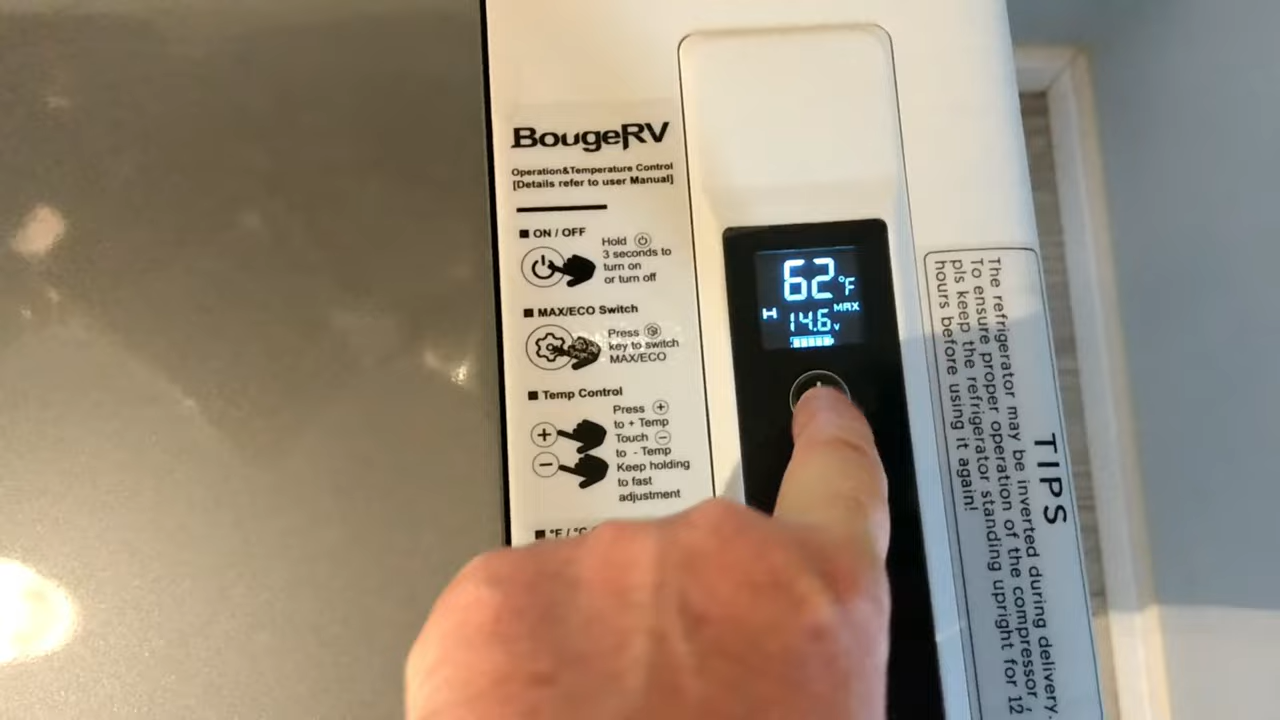 BougeRV
Operation&Temperature Control
[Details refer to user Manual]
ON / OFF
Hold
3 seconds to
turn on
or turn off
MAX/ECO Switch
Press
key to switch
MAX/ECO
Temp Control
Press +
to + Temp
Touch −
to - Temp
Keep holding
to fast
adjustment
+
−
62°F
H
MAX
14.6v
TIPS
The refrigerator may be inverted during delivery.
To ensure proper operation of the compressor,
pls keep the refrigerator standing upright for 12
hours before using it again!